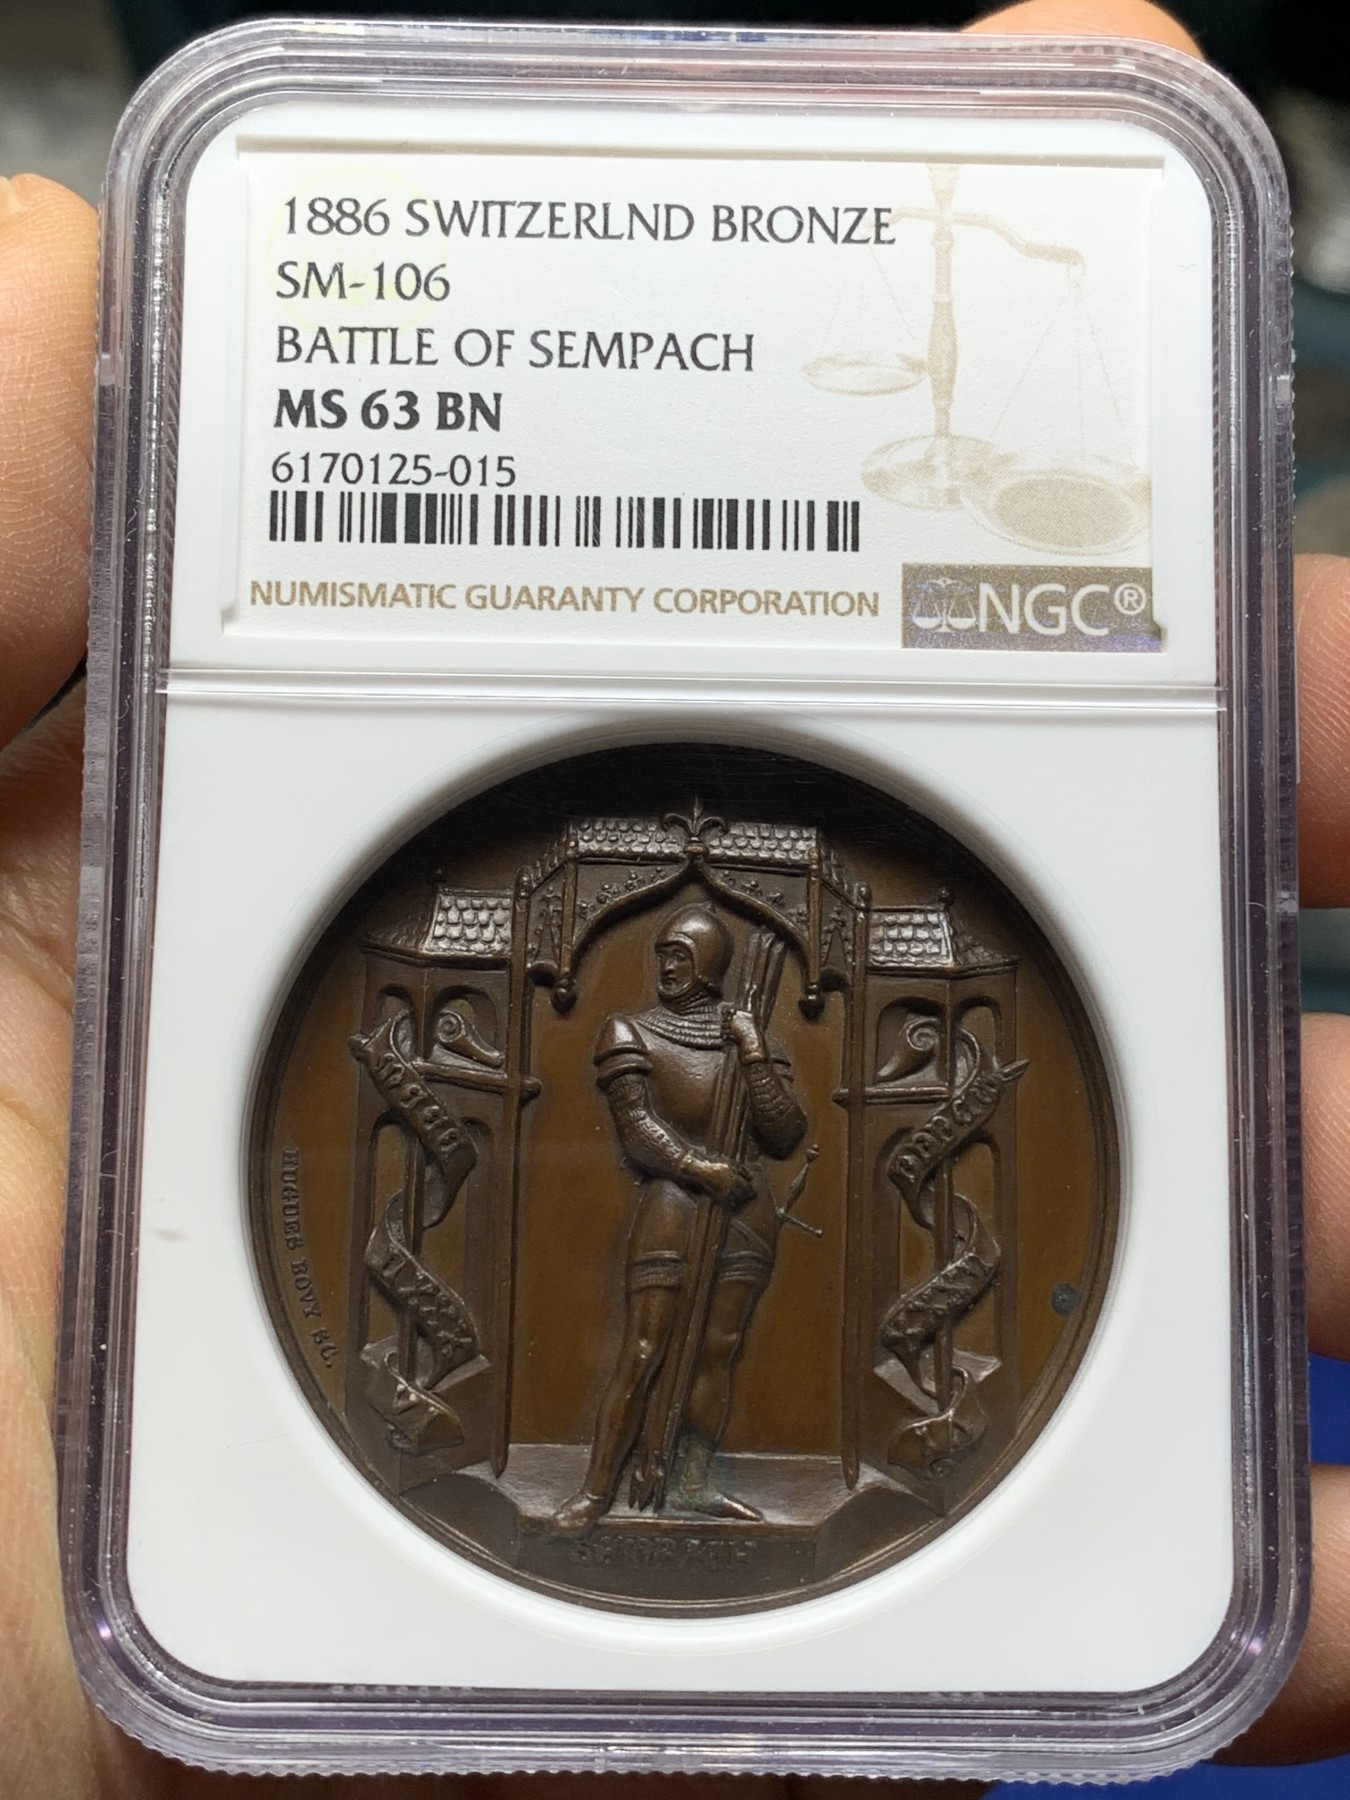 1886 SWITZERLND BRONZE
SM-106
BATTLE OF SEMPACH
MS 63 BN
6170125-015
NUMISMATIC GUARANTY CORPORATION
NGC®
HUGUES BOVY SC.
SEMPACH